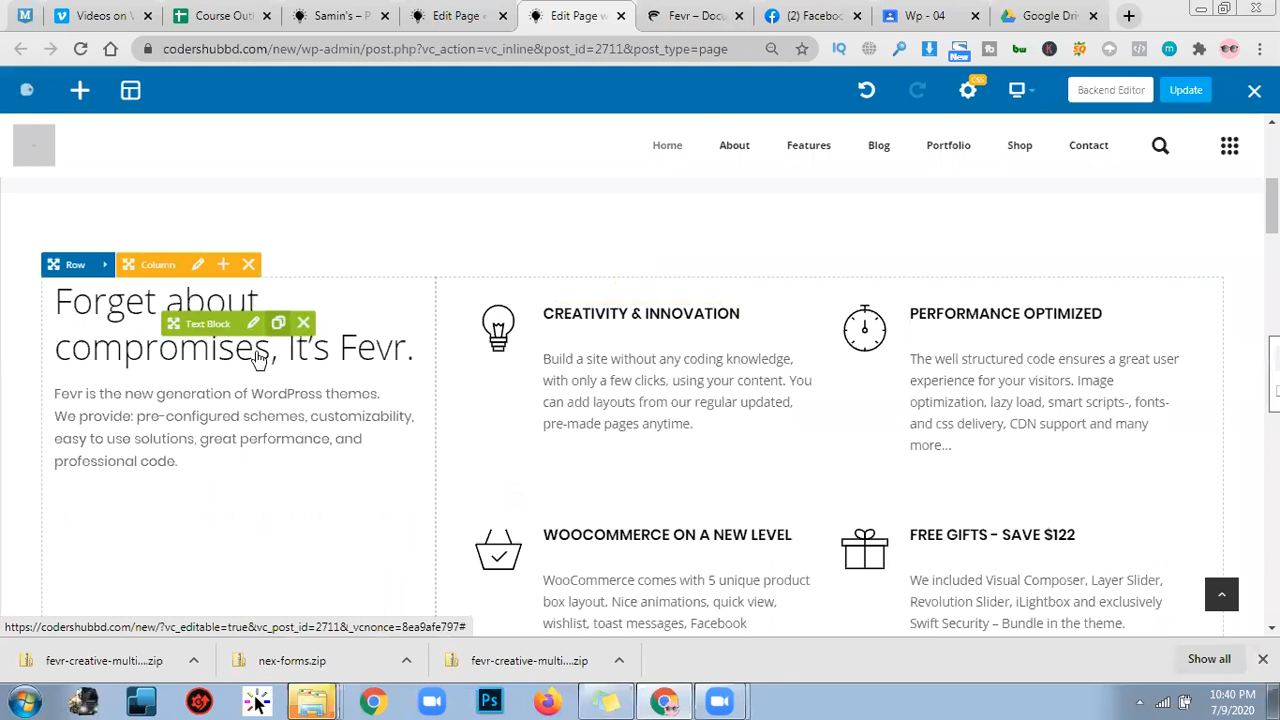 Videos on V
Course Outl
Samin's – P
Edit Page
Edit Page w
Fevr – Docu
(2) Faceboo
Wp - 04
Google Driv
codershubbd.com/new/wp-admin/post.php?vc_action=vc_inline&post_id=2711&post_type=page
IQ
New
bw
CSS
Backend Editor
Update
Home
About
Features
Blog
Portfolio
Shop
Contact
Row
Column
Forget about
Text Block
compromises, it's Fevr.
Fevr is the new generation of WordPress themes.
We provide: pre-configured schemes, customizability,
easy to use solutions, great performance, and
professional code.
CREATIVITY & INNOVATION
Build a site without any coding knowledge,
with only a few clicks, using your content. You
can add layouts from our regular updated,
pre-made pages anytime.
PERFORMANCE OPTIMIZED
The well structured code ensures a great user
experience for your visitors. Image
optimization, lazy load, smart scripts-, fonts-
and css delivery, CDN support and many
more...
WOOCOMMERCE ON A NEW LEVEL
WooCommerce comes with 5 unique product
box layout. Nice animations, quick view,
wishlist, toast messages, Facebook
FREE GIFTS - SAVE $122
We included Visual Composer, Layer Slider,
Revolution Slider, iLightbox and exclusively
Swift Security – Bundle in the theme.
https://codershubbd.com/new/?vc_editable=true&vc_post_id=2711&_vcnonce=8ea9afe797#
fevr-creative-multi....zip
nex-forms.zip
fevr-creative-multi....zip
Show all
Ps
10:40 PM
7/9/2020